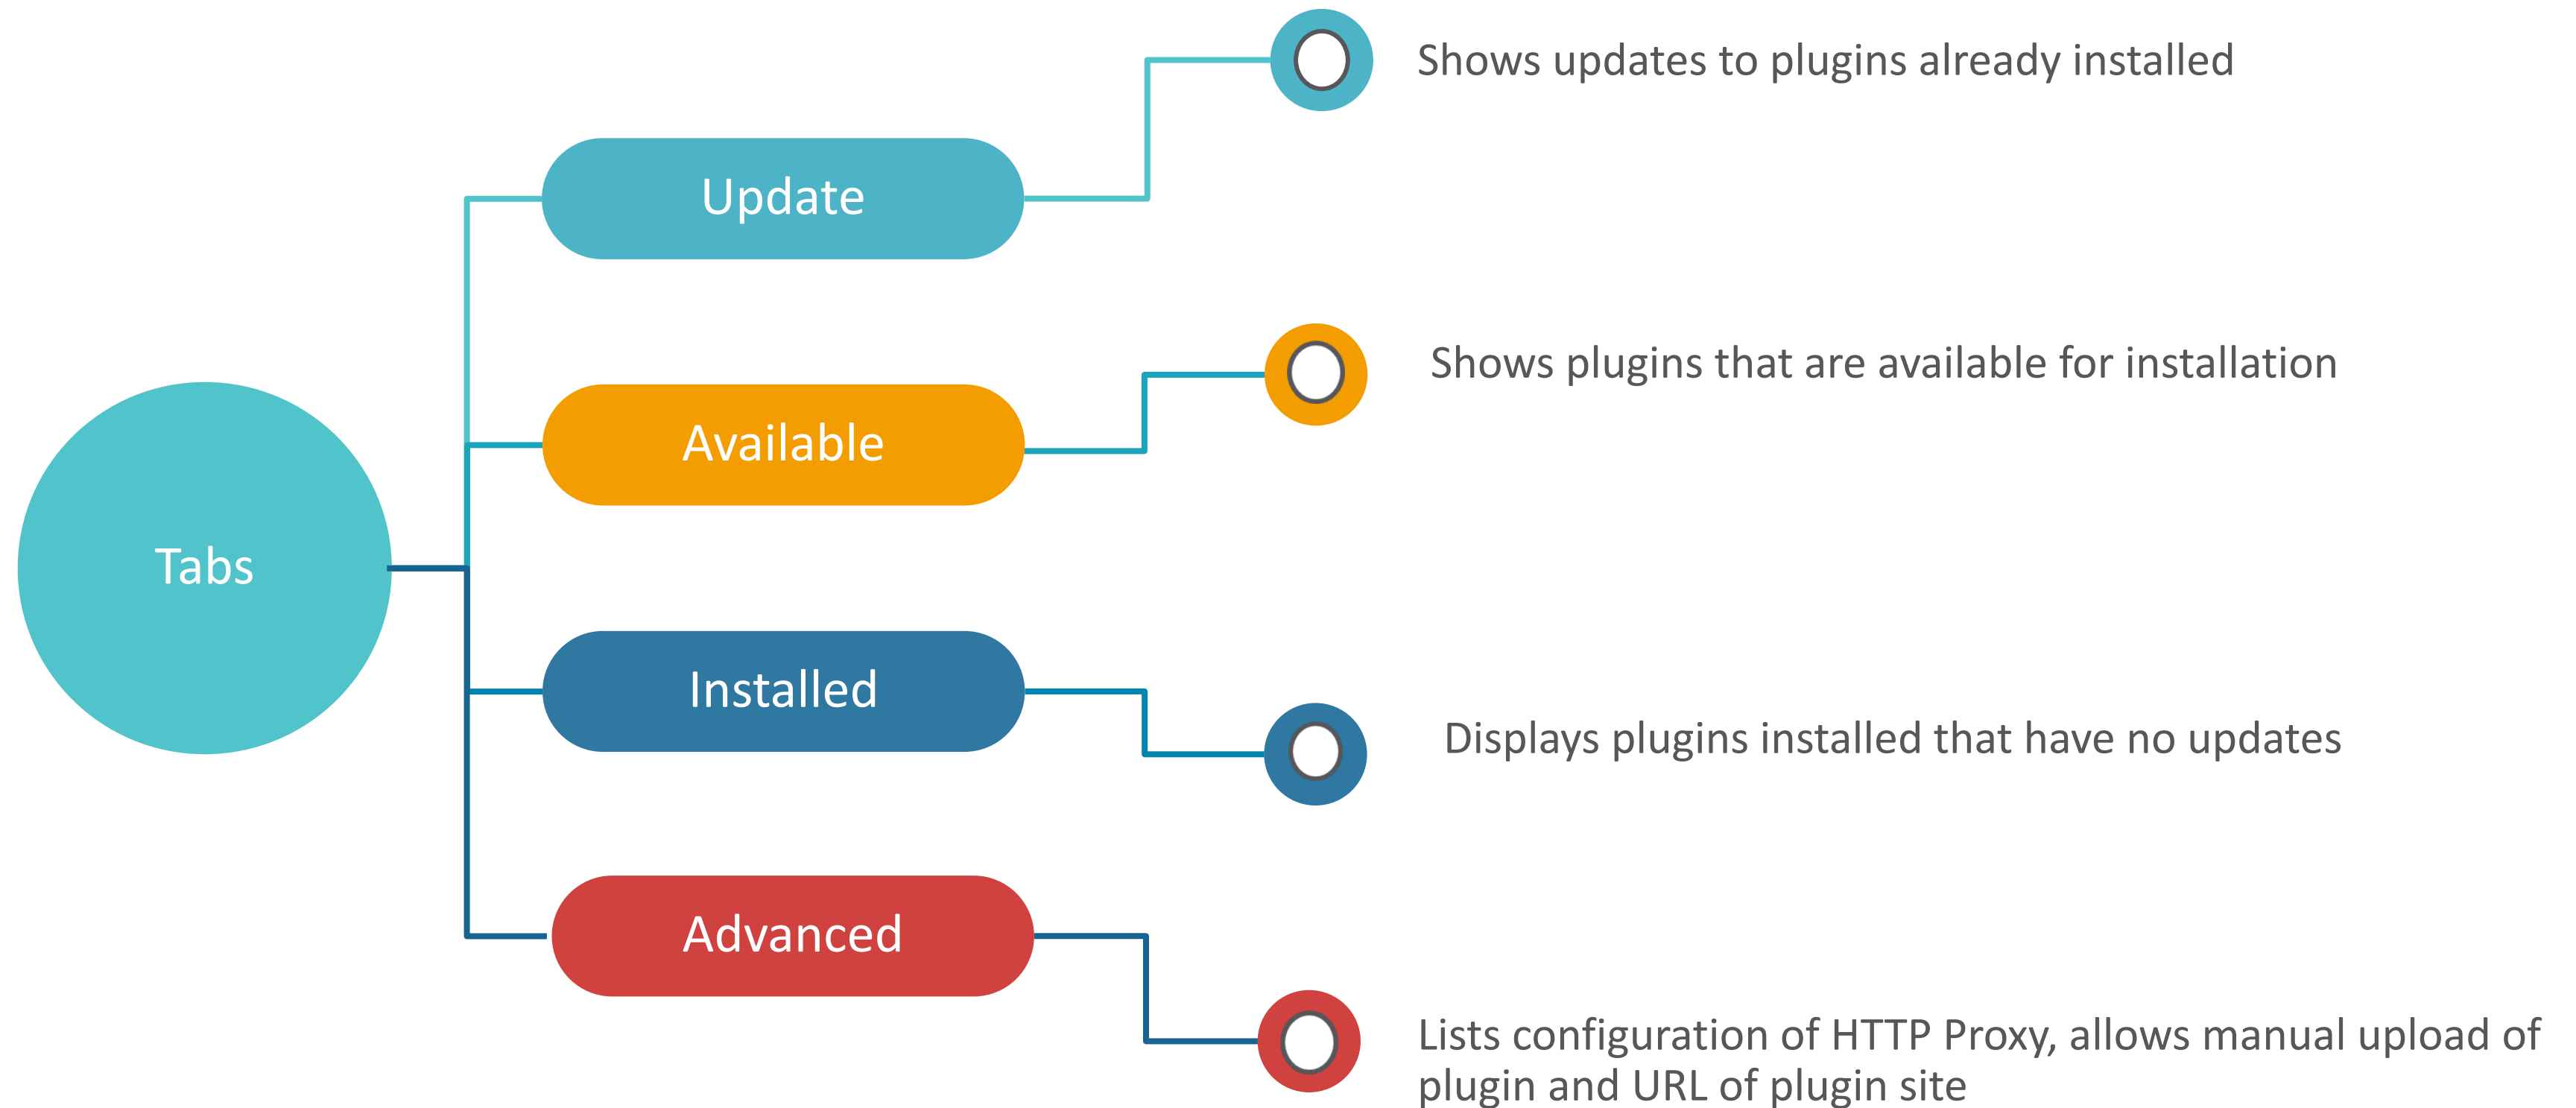 Shows updates to plugins already installed
Update
Shows plugins that are available for installation
Available
Tabs
Installed
Displays plugins installed that have no updates
Advanced
Lists configuration of HTTP Proxy, allows manual upload of
plugin and URL of plugin site